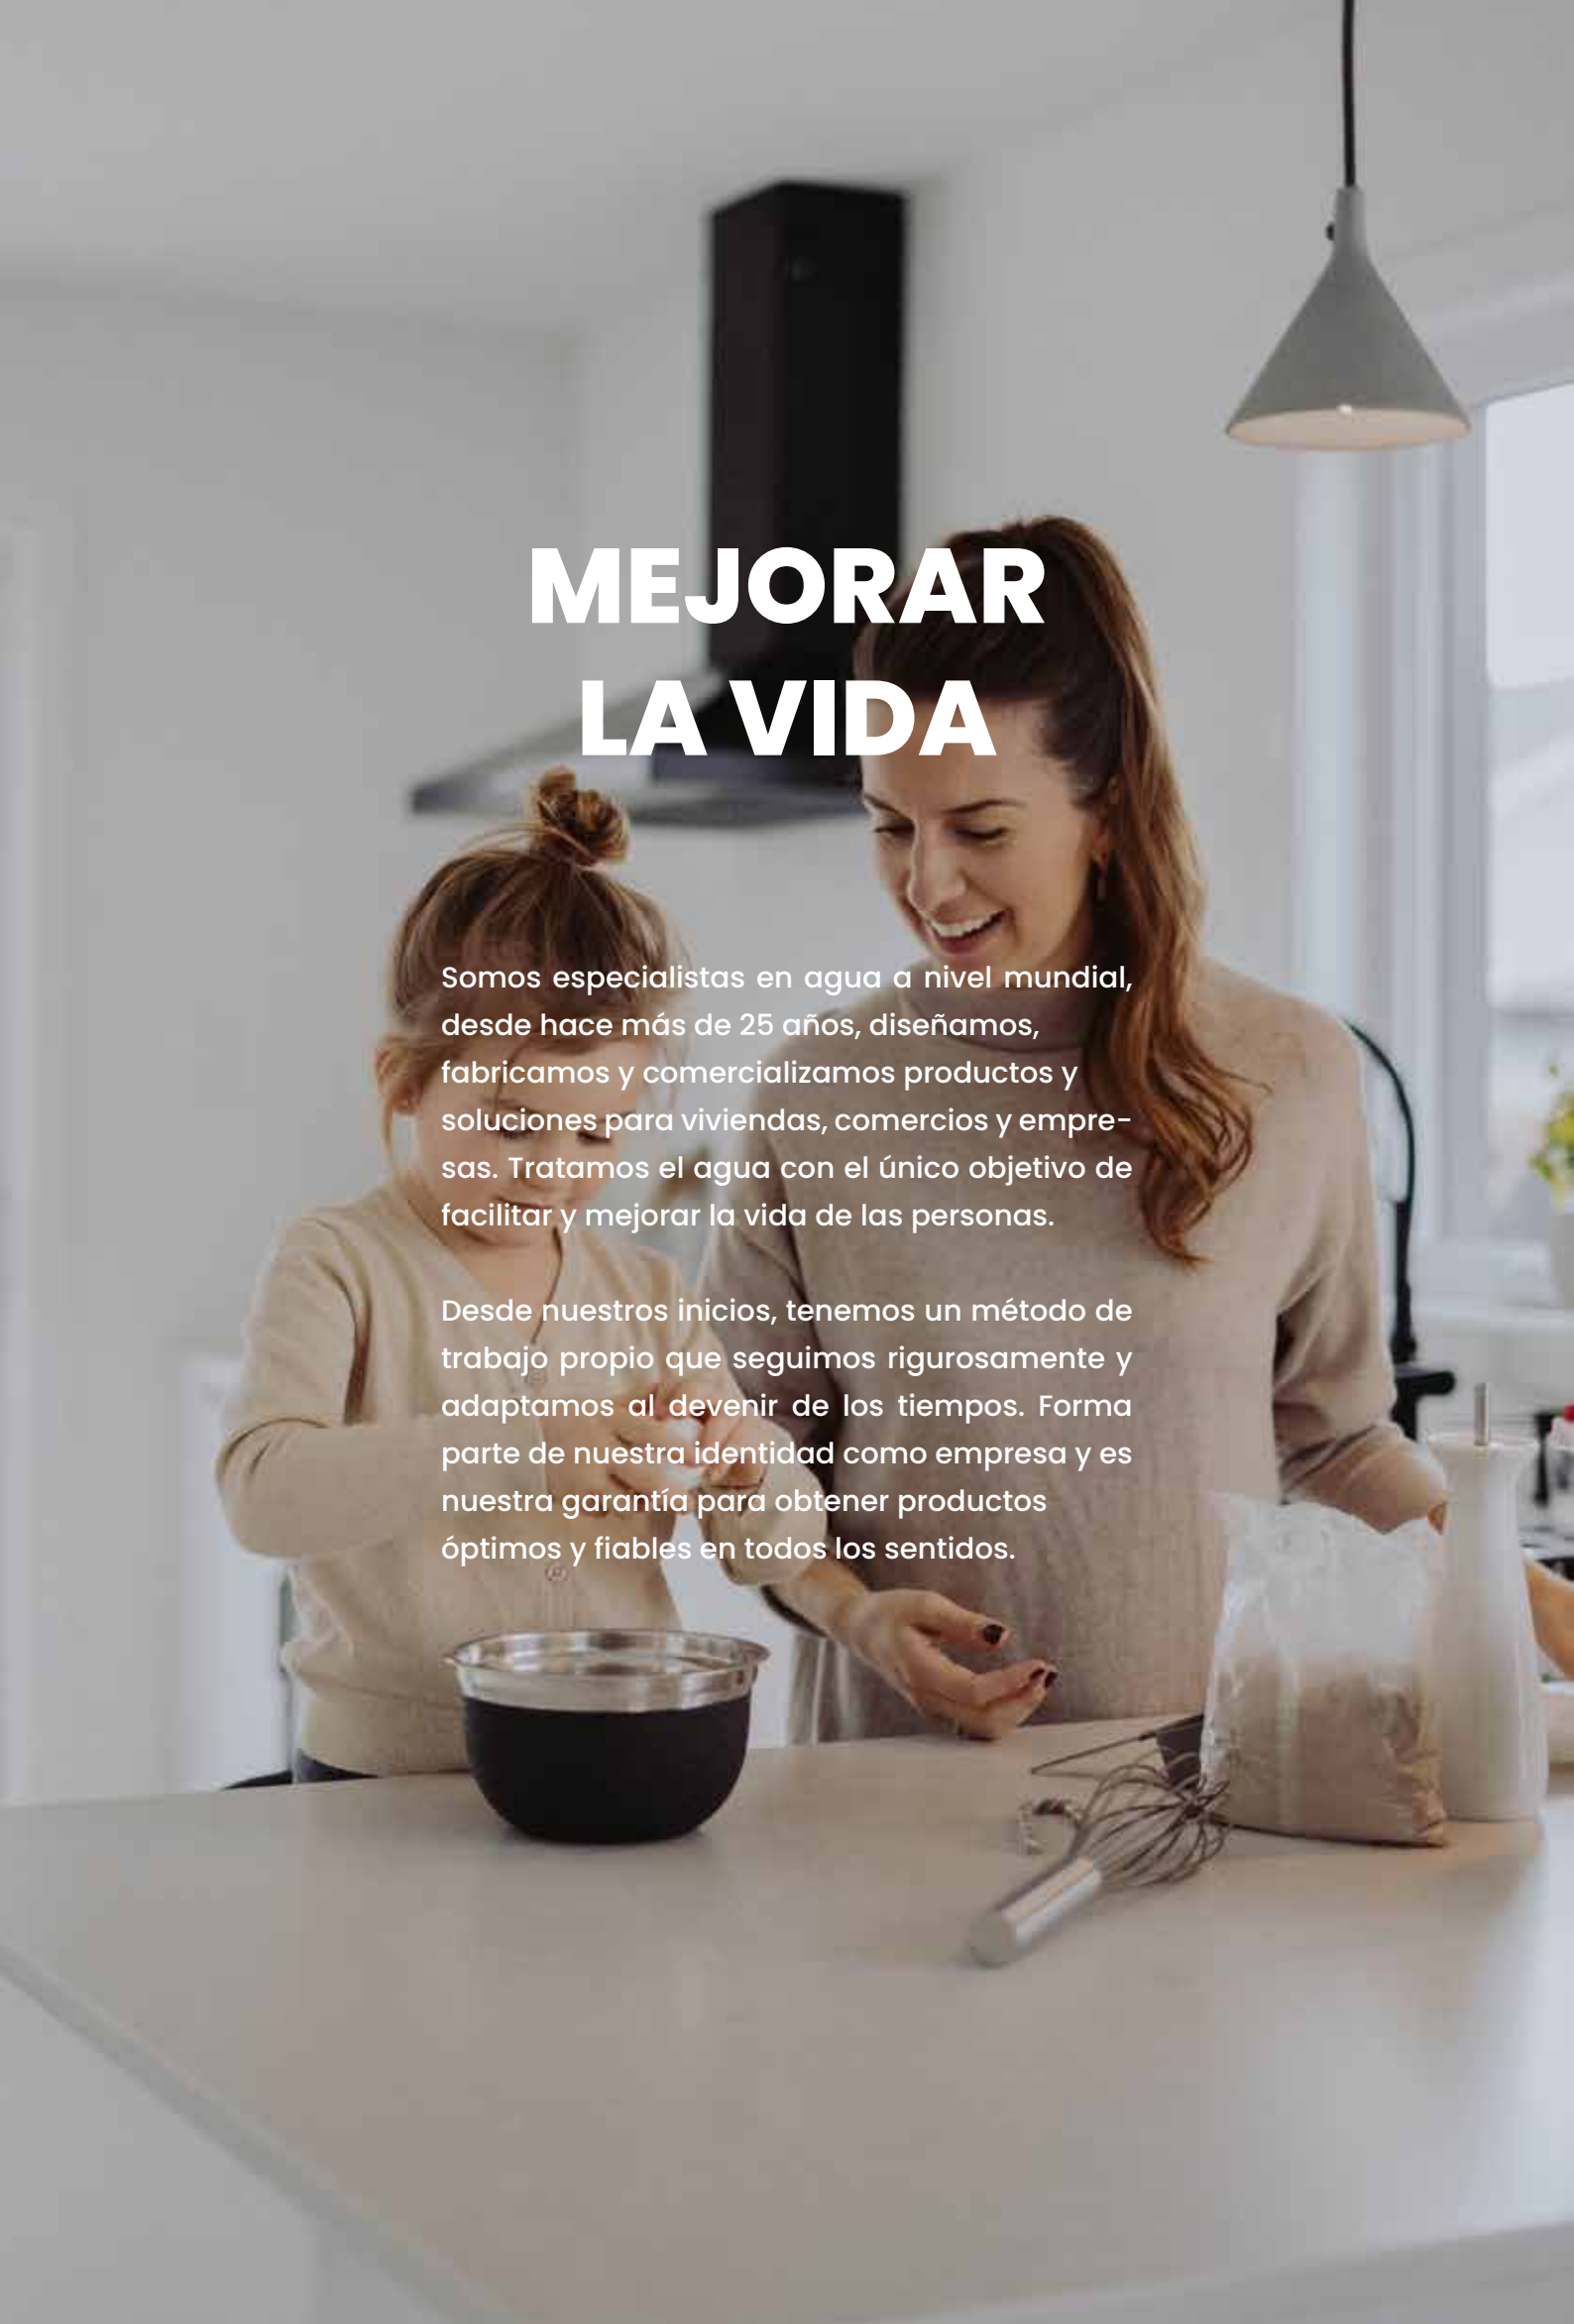 MEJORAR
LA VIDA
Somos especialistas en agua a nivel mundial,
desde hace más de 25 años, diseñamos,
fabricamos y comercializamos productos y
soluciones para viviendas, comercios y empre-
sas. Tratamos el agua con el único objetivo de
facilitar y mejorar la vida de las personas.
Desde nuestros inicios, tenemos un método de
trabajo propio que seguimos rigurosamente y
adaptamos al devenir de los tiempos. Forma
parte de nuestra identidad como empresa y es
nuestra garantía para obtener productos
óptimos y fiables en todos los sentidos.